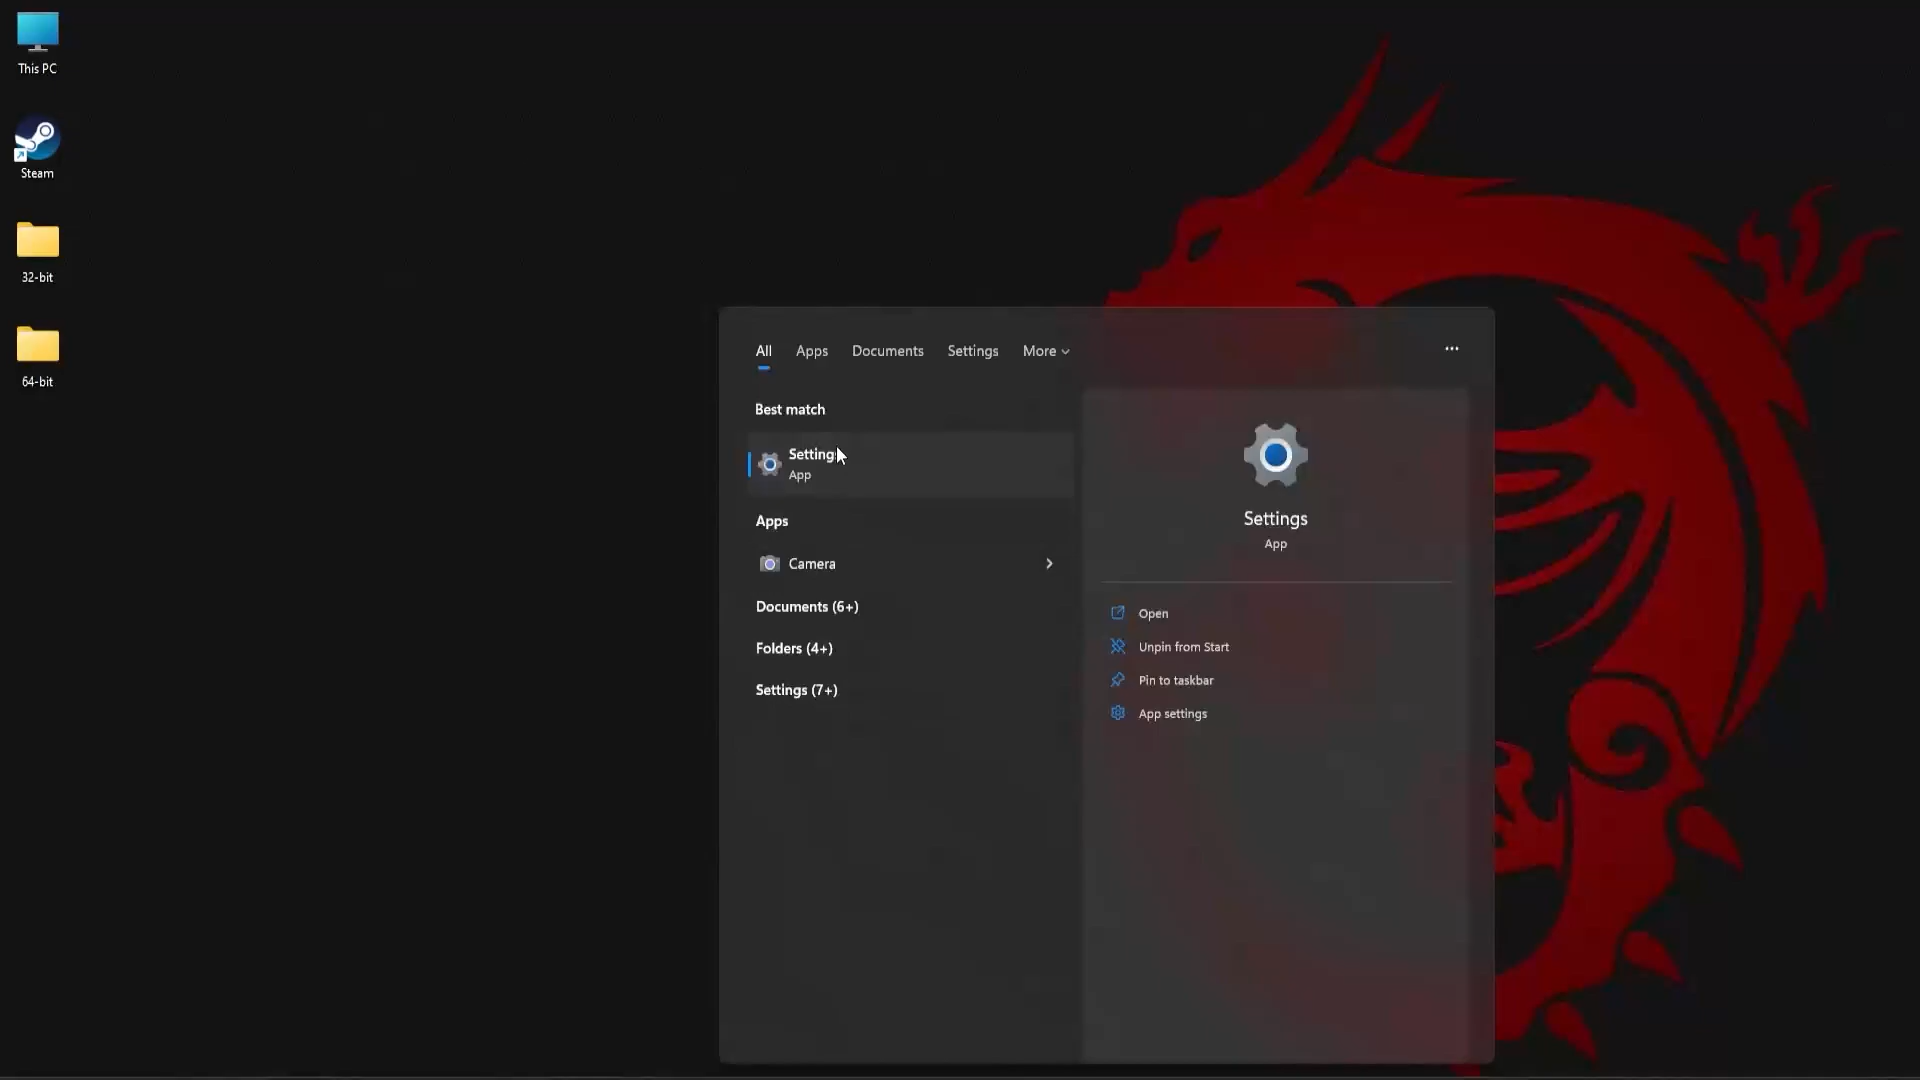 This PC
Steam
32-bit
64-bit
All Apps Documents Settings More
Best match
Settings
App
Apps
Camera
Documents (6+)
Folders (4+)
Settings (7+)
Settings
App
Open
Unpin from Start
Pin to taskbar
App settings